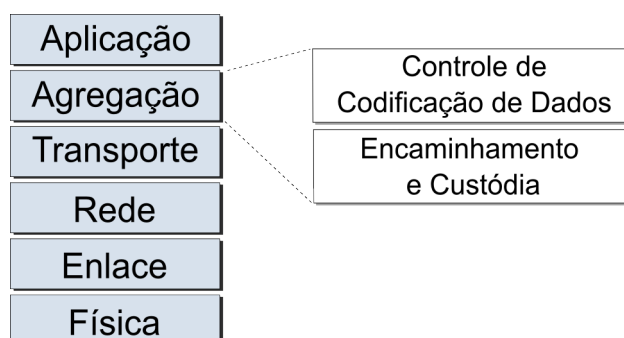 Aplicação
Agregação
Transporte
Rede
Enlace
Física
Controle de
Codificação de Dados
Encaminhamento
e Custódia